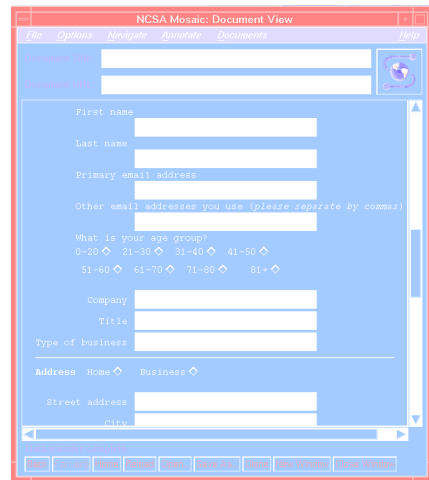 NCSA Mosaic: Document View
File Options Navigate Annotate Documents Help
First name
Last name
Primary email address
Other email addresses you use (please separate by commas)
What is your age group?
0-20 21-30 31-40 41-50
51-60 61-70 71-80 81+
Company
Title
Type of business
Address Home Business
Street address
City